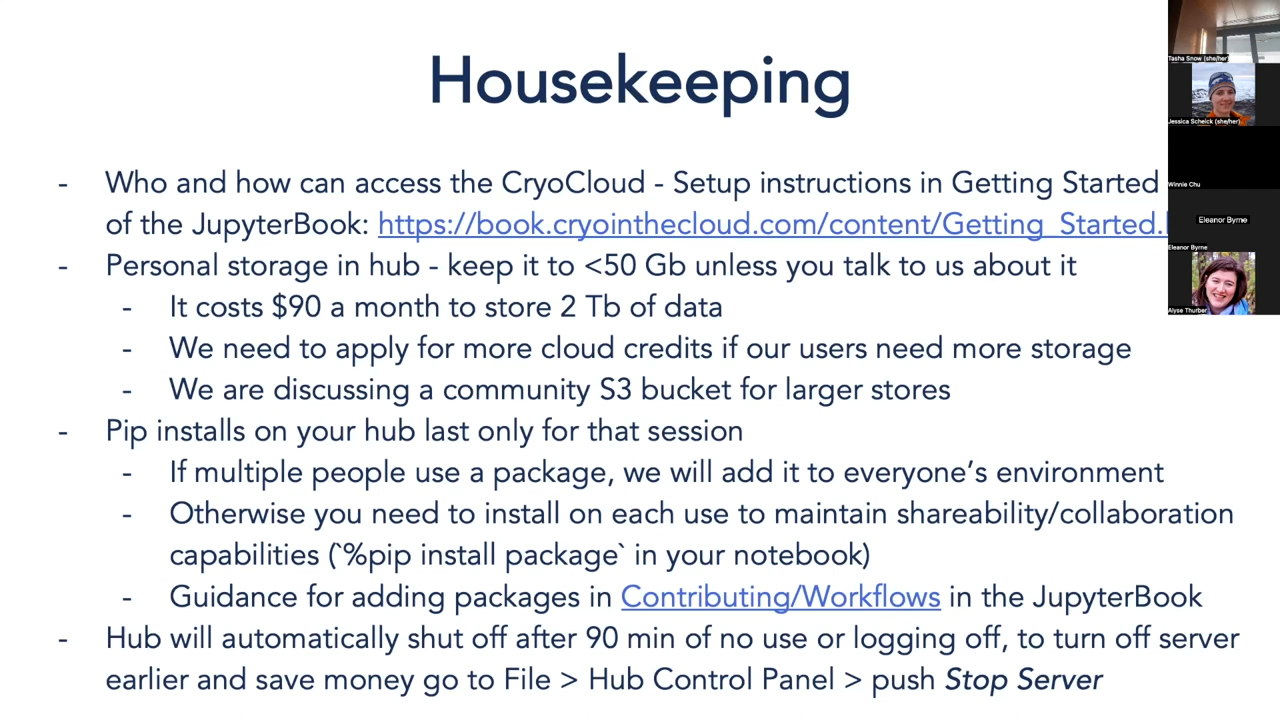 Housekeeping
- Who and how can access the CryoCloud - Setup instructions in Getting Started
of the JupyterBook: https://book.cryointhecloud.com/content/Getting_Started.
- Personal storage in hub - keep it to <50 Gb unless you talk to us about it
- It costs $90 a month to store 2 Tb of data
- We need to apply for more cloud credits if our users need more storage
- We are discussing a community S3 bucket for larger stores
- Pip installs on your hub last only for that session
- If multiple people use a package, we will add it to everyone’s environment
- Otherwise you need to install on each use to maintain shareability/collaboration
capabilities (`%pip install package` in your notebook)
- Guidance for adding packages in Contributing/Workflows in the JupyterBook
- Hub will automatically shut off after 90 min of no use or logging off, to turn off server
earlier and save money go to File > Hub Control Panel > push Stop Server
Tasha Snow (she/her)
Jessica Scheick (she/her)
Winnie Chu
Eleanor Byrne
Eleanor Byrne
Alyse Thurber